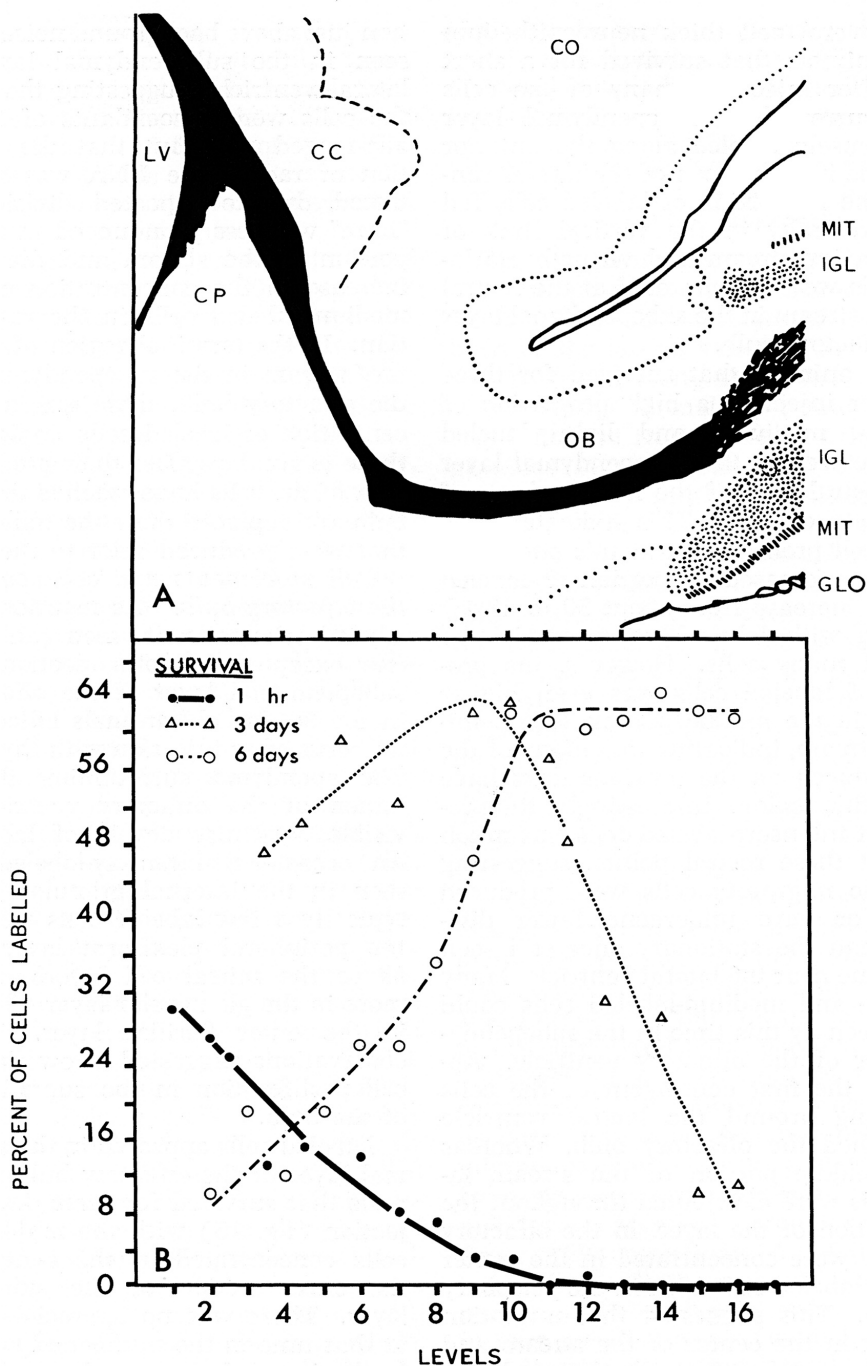 CO
LV
CC
MIT
IGL
CP
OB
IGL
MIT
A
GLO
SURVIVAL
1 hr
3 days
6 days
64
56
48
40
32
24
16
8
0
PERCENT OF CELLS LABELED
B
2 4 6 8 10 12 14 16
LEVELS